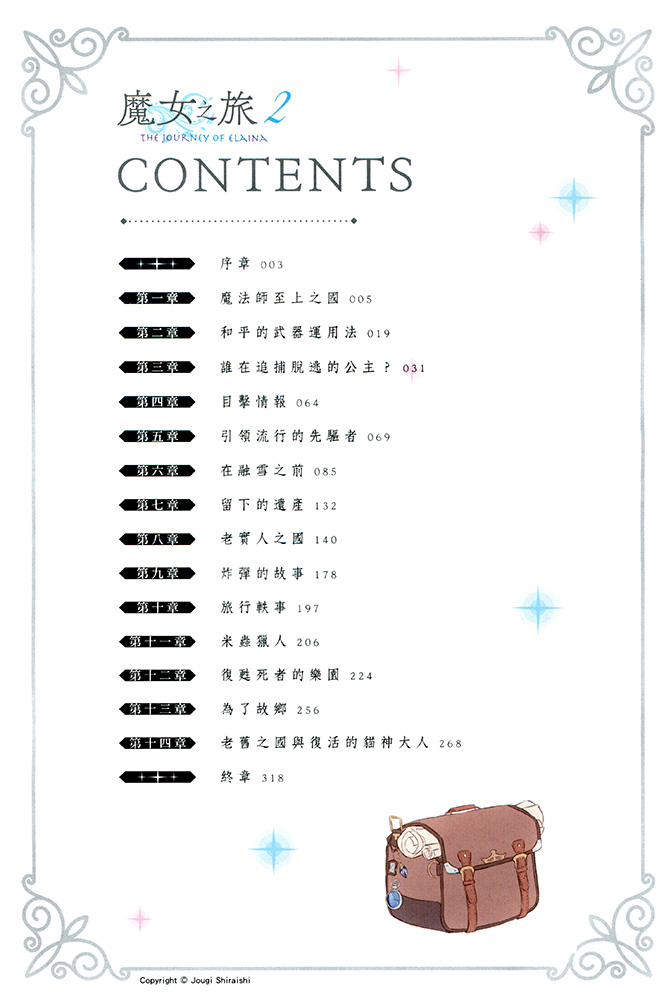 魔女之旅 2
THE JOURNEY OF ELAINA
CONTENTS
序章 003
第一章 魔法師至上之國 005
第二章 和平的武器運用法 019
第三章 誰在追捕脫逃的公主? 031
第四章 目擊情報 064
第五章 引領流行的先驅者 069
第六章 在融雪之前 085
第七章 留下的遺產 132
第八章 老實人之國 140
第九章 炸彈的故事 178
第十章 旅行軼事 197
第十一章 米蟲獵人 206
第十二章 復甦死者的樂園 224
第十三章 為了故鄉 256
第十四章 老舊之國與復活的貓神大人 268
終章 318
Copyright © Jougi Shiraishi